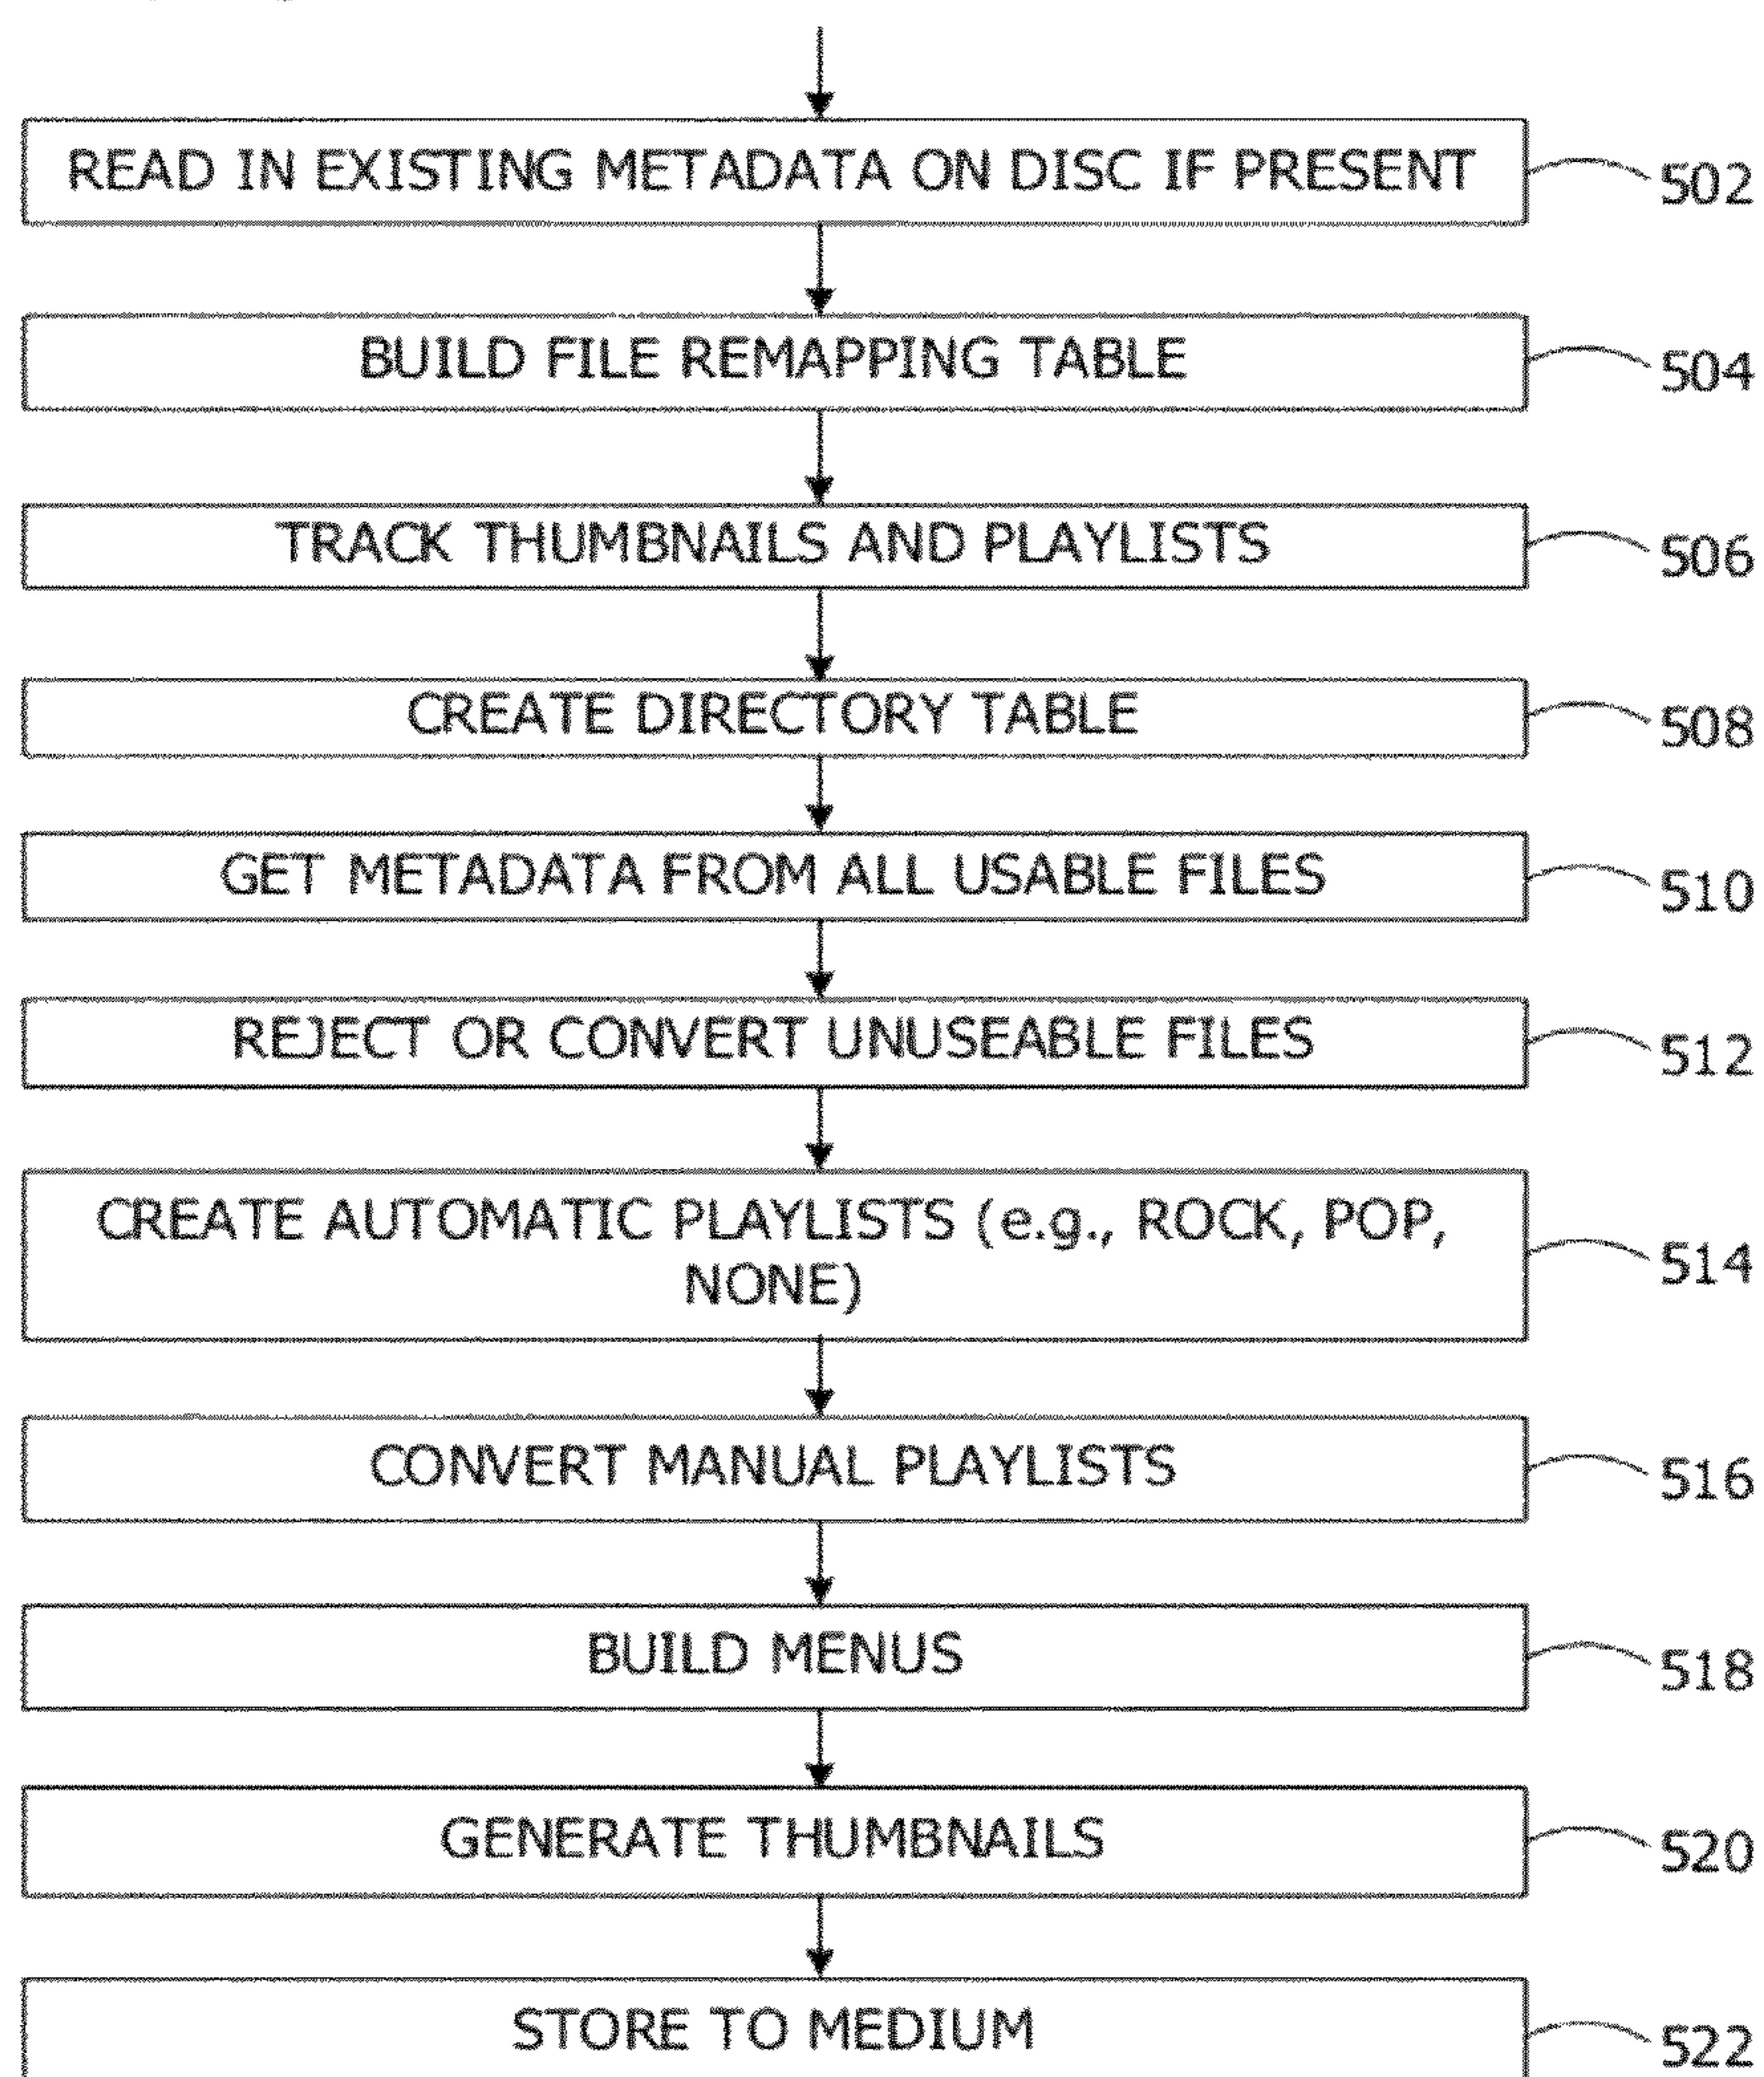 READ IN EXISTING METADATA ON DISC IF PRESENT
502
BUILD FILE REMAPPING TABLE
504
TRACK THUMBNAILS AND PLAYLISTS
506
CREATE DIRECTORY TABLE
508
GET METADATA FROM ALL USABLE FILES
510
REJECT OR CONVERT UNUSEABLE FILES
512
CREATE AUTOMATIC PLAYLISTS (e.g., ROCK, POP,
NONE)
514
CONVERT MANUAL PLAYLISTS
516
BUILD MENUS
518
GENERATE THUMBNAILS
520
STORE TO MEDIUM
522